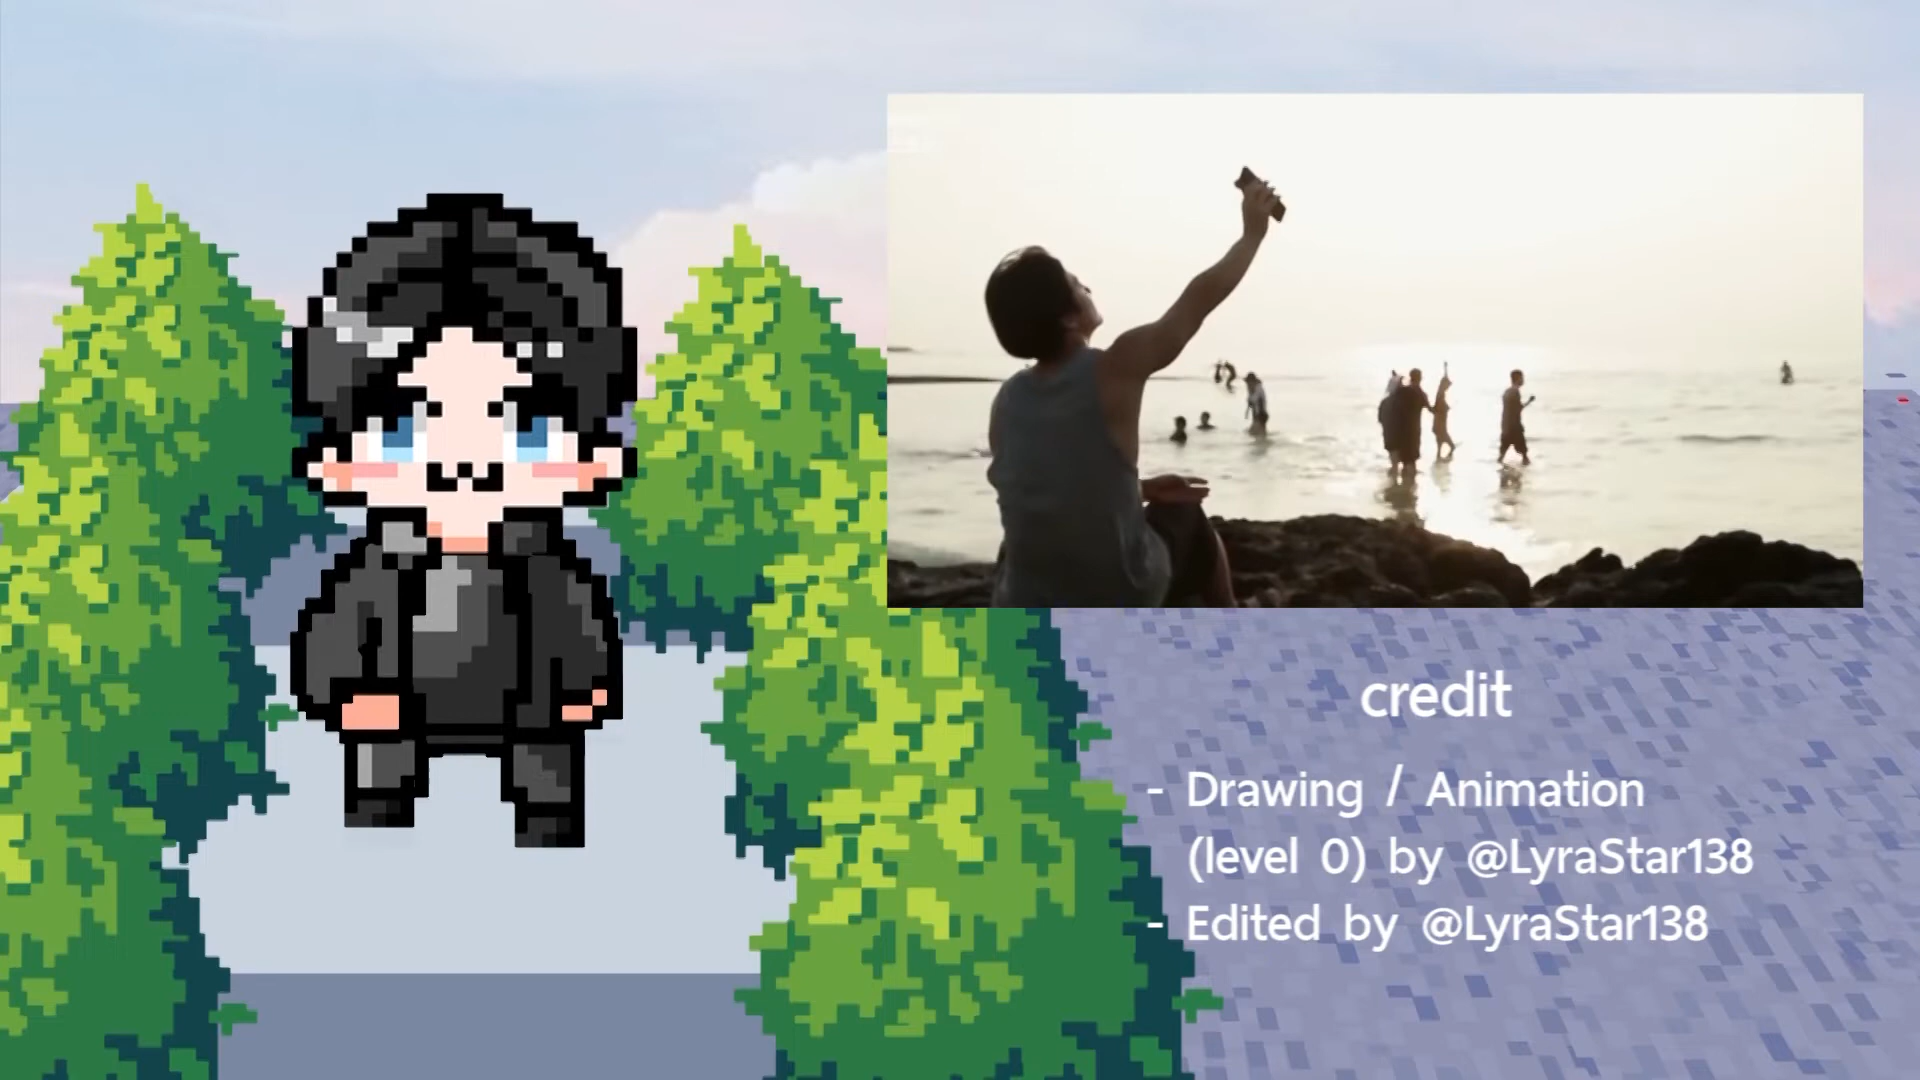 credit
- Drawing / Animation
(level 0) by @LyraStar138
- Edited by @LyraStar138